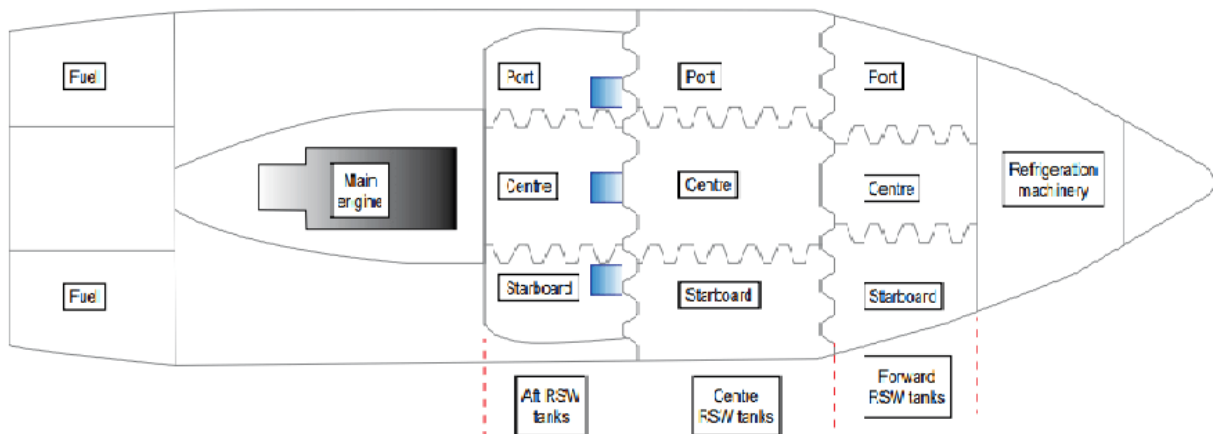 Fuel
Port
Port
Port
Main
engine
Centre
Centre
Centre
Refrigeration
machinery
Fuel
Starboard
Starboard
Starboard
Aft RSW
tanks
Centre
RSW tanks
Forward
RSW tanks